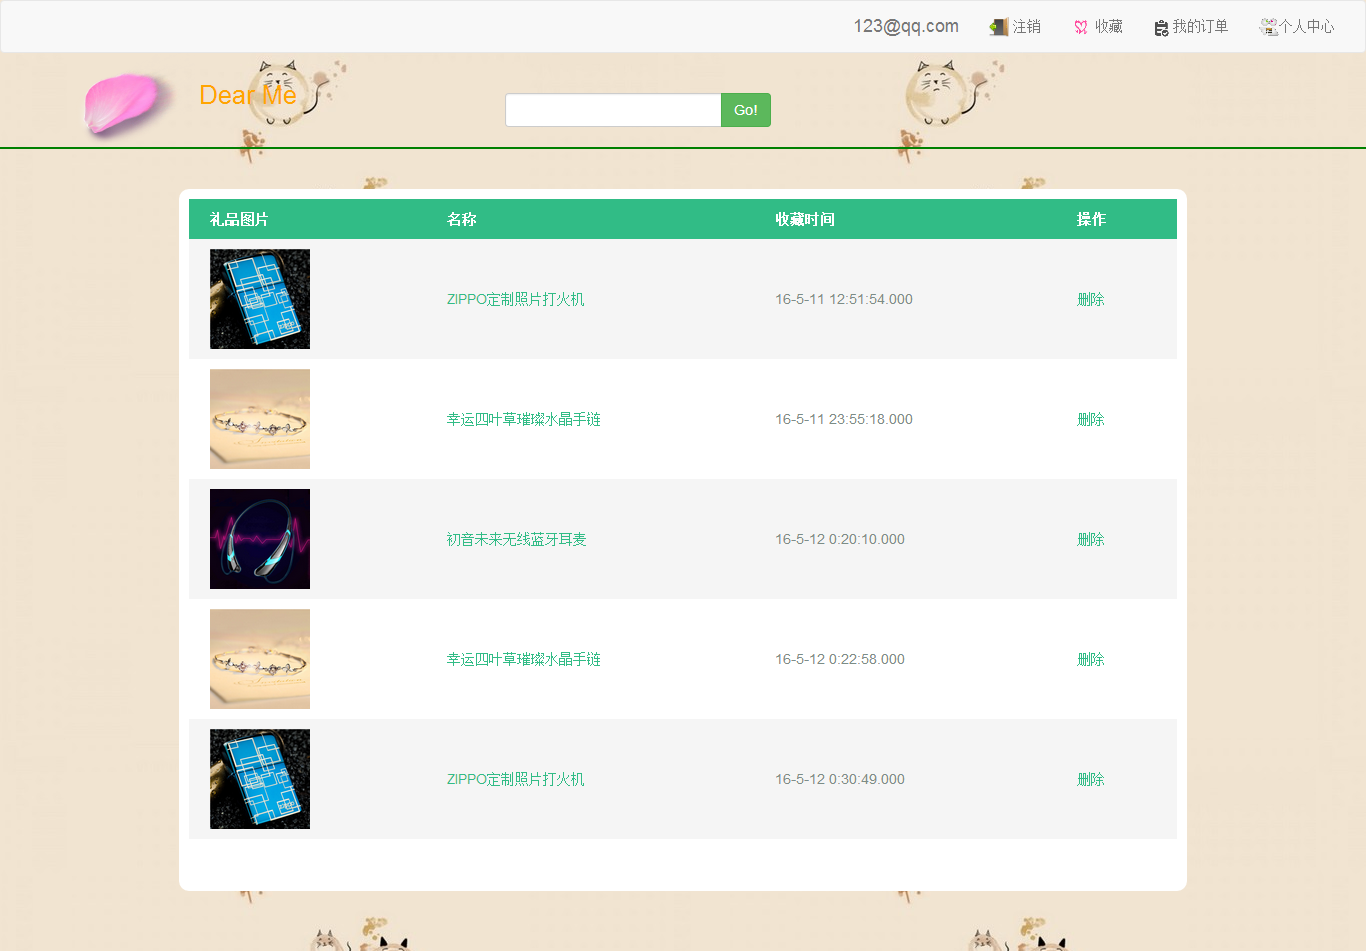 123@qq.com 注销 收藏 我的订单 个人中心
Dear Me
Go!
礼品图片 名称 收藏时间 操作
ZIPPO定制照片打火机 16-5-11 12:51:54.000 删除
幸运四叶草璀璨水晶手链 16-5-11 23:55:18.000 删除
初音未来无线蓝牙耳麦 16-5-12 0:20:10.000 删除
幸运四叶草璀璨水晶手链 16-5-12 0:22:58.000 删除
ZIPPO定制照片打火机 16-5-12 0:30:49.000 删除